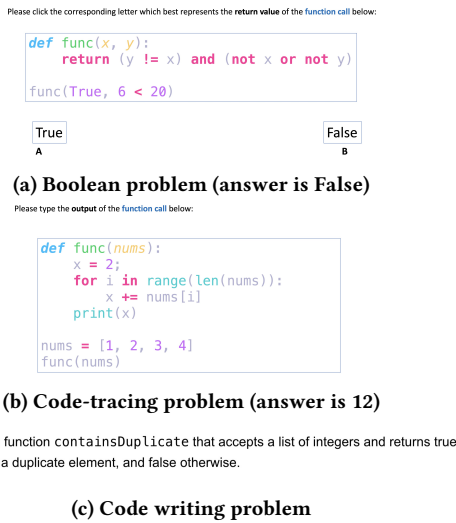 Please click the corresponding letter which best represents the return value of the function call below:
def func(x, y):
    return (y != x) and (not x or not y)
func(True, 6 < 20)
True
False
A
B
(a) Boolean problem (answer is False)
Please type the output of the function call below:
def func(nums):
    x = 2;
    for i in range(len(nums)):
        x += nums[i]
    print(x)
nums = [1, 2, 3, 4]
func(nums)
(b) Code-tracing problem (answer is 12)
function containsDuplicate that accepts a list of integers and returns true
a duplicate element, and false otherwise.
(c) Code writing problem